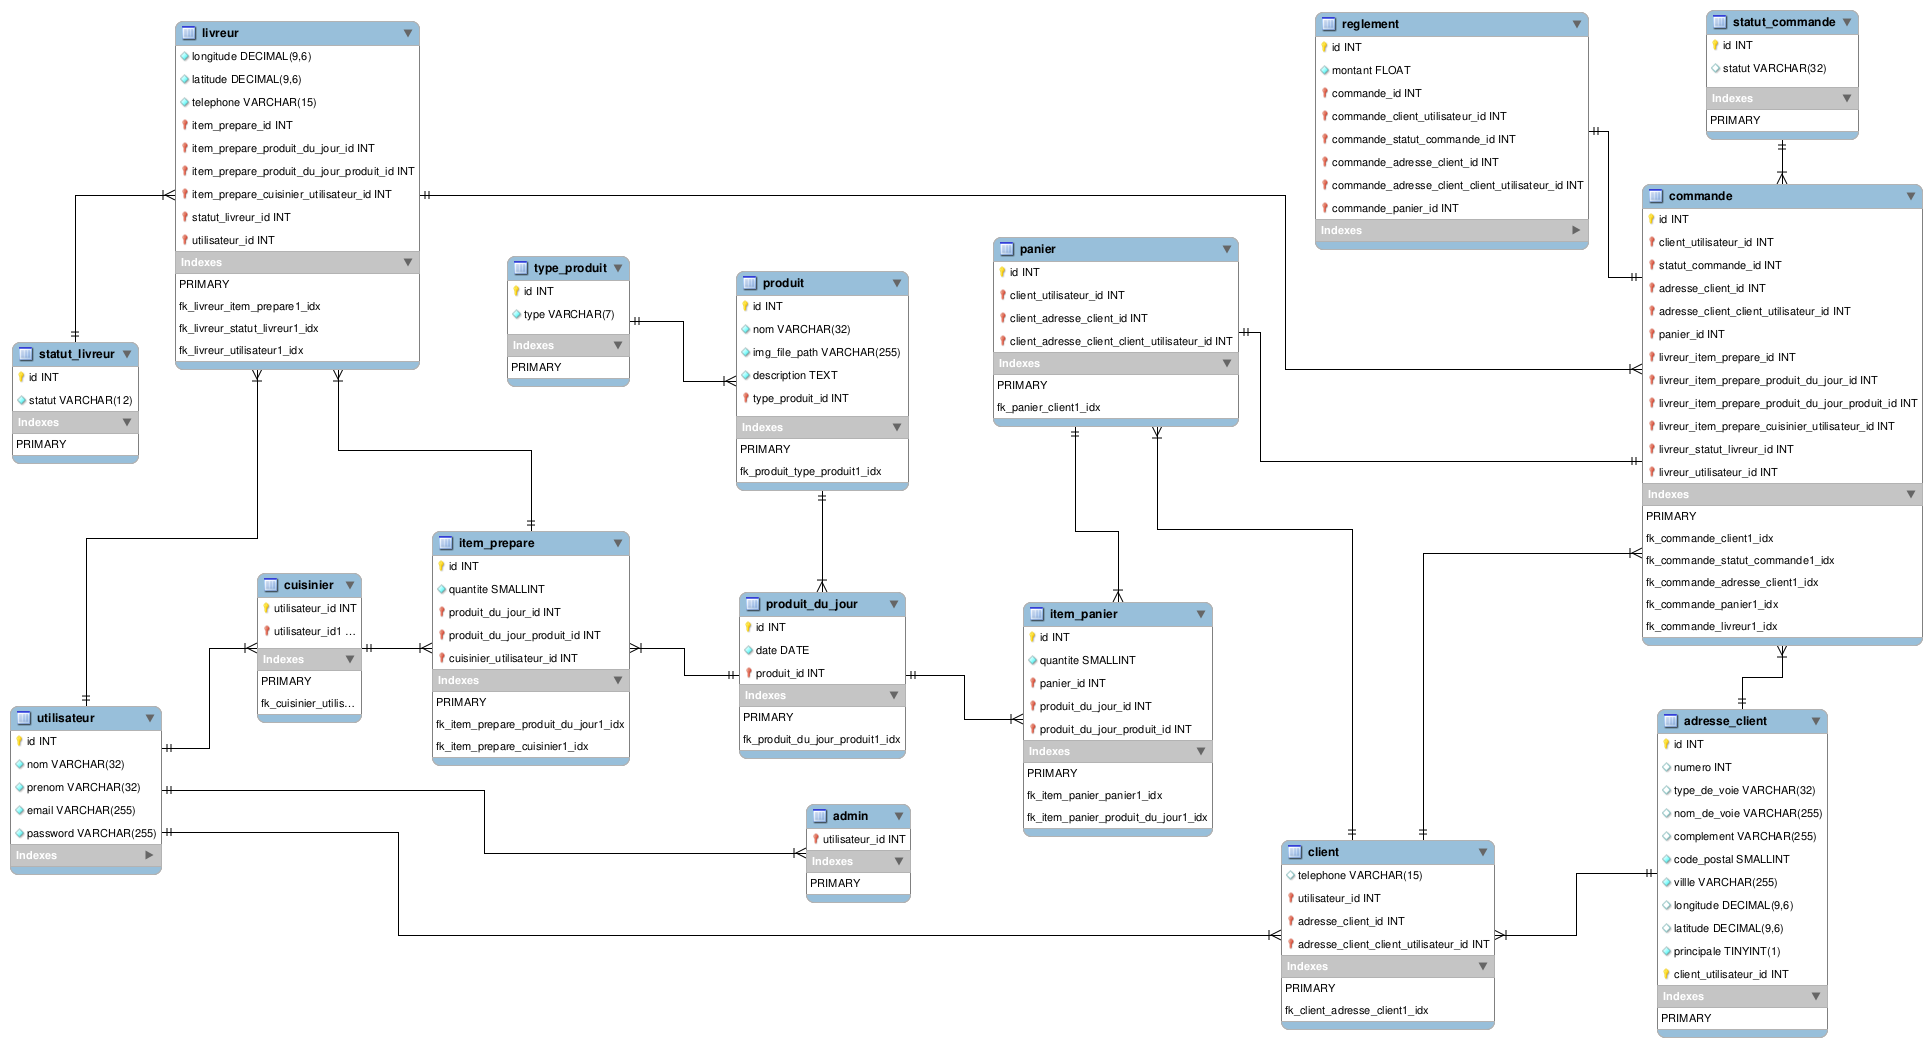 livreur
longitude DECIMAL(9,6)
latitude DECIMAL(9,6)
telephone VARCHAR(15)
item_prepare_id INT
item_prepare_produit_du_jour_id INT
item_prepare_produit_du_jour_produit_id INT
item_prepare_cuisinier_utilisateur_id INT
statut_livreur_id INT
utilisateur_id INT
Indexes
PRIMARY
fk_livreur_item_prepare1_idx
fk_livreur_statut_livreur1_idx
fk_livreur_utilisateur1_idx
reglement
id INT
montant FLOAT
commande_id INT
commande_client_utilisateur_id INT
commande_statut_commande_id INT
commande_adresse_client_id INT
commande_adresse_client_client_utilisateur_id INT
commande_panier_id INT
Indexes
statut_commande
id INT
statut VARCHAR(32)
Indexes
PRIMARY
commande
id INT
client_utilisateur_id INT
statut_commande_id INT
adresse_client_id INT
adresse_client_client_utilisateur_id INT
panier_id INT
livreur_item_prepare_id INT
livreur_item_prepare_produit_du_jour_id INT
livreur_item_prepare_produit_du_jour_produit_id INT
livreur_item_prepare_cuisinier_utilisateur_id INT
livreur_statut_livreur_id INT
livreur_utilisateur_id INT
Indexes
PRIMARY
fk_commande_client1_idx
fk_commande_statut_commande1_idx
fk_commande_adresse_client1_idx
fk_commande_panier1_idx
fk_commande_livreur1_idx
type_produit
id INT
type VARCHAR(7)
Indexes
PRIMARY
produit
id INT
nom VARCHAR(32)
img_file_path VARCHAR(255)
description TEXT
type_produit_id INT
Indexes
PRIMARY
fk_produit_type_produit1_idx
panier
id INT
client_utilisateur_id INT
client_adresse_client_id INT
client_adresse_client_client_utilisateur_id INT
Indexes
PRIMARY
fk_panier_client1_idx
statut_livreur
id INT
statut VARCHAR(12)
Indexes
PRIMARY
cuisinier
utilisateur_id INT
utilisateur_id1 ...
Indexes
PRIMARY
fk_cuisinier_utilis...
item_prepare
id INT
quantite SMALLINT
produit_du_jour_id INT
produit_du_jour_produit_id INT
cuisinier_utilisateur_id INT
Indexes
PRIMARY
fk_item_prepare_produit_du_jour1_idx
fk_item_prepare_cuisinier1_idx
produit_du_jour
id INT
date DATE
produit_id INT
Indexes
PRIMARY
fk_produit_du_jour_produit1_idx
item_panier
id INT
quantite SMALLINT
panier_id INT
produit_du_jour_id INT
produit_du_jour_produit_id INT
Indexes
PRIMARY
fk_item_panier_panier1_idx
fk_item_panier_produit_du_jour1_idx
utilisateur
id INT
nom VARCHAR(32)
prenom VARCHAR(32)
email VARCHAR(255)
password VARCHAR(255)
Indexes
admin
utilisateur_id INT
Indexes
PRIMARY
client
telephone VARCHAR(15)
utilisateur_id INT
adresse_client_id INT
adresse_client_client_utilisateur_id INT
Indexes
PRIMARY
fk_client_adresse_client1_idx
adresse_client
id INT
numero INT
type_de_voie VARCHAR(32)
nom_de_voie VARCHAR(255)
complement VARCHAR(255)
code_postal SMALLINT
villle VARCHAR(255)
longitude DECIMAL(9,6)
latitude DECIMAL(9,6)
principale TINYINT(1)
client_utilisateur_id INT
Indexes
PRIMARY